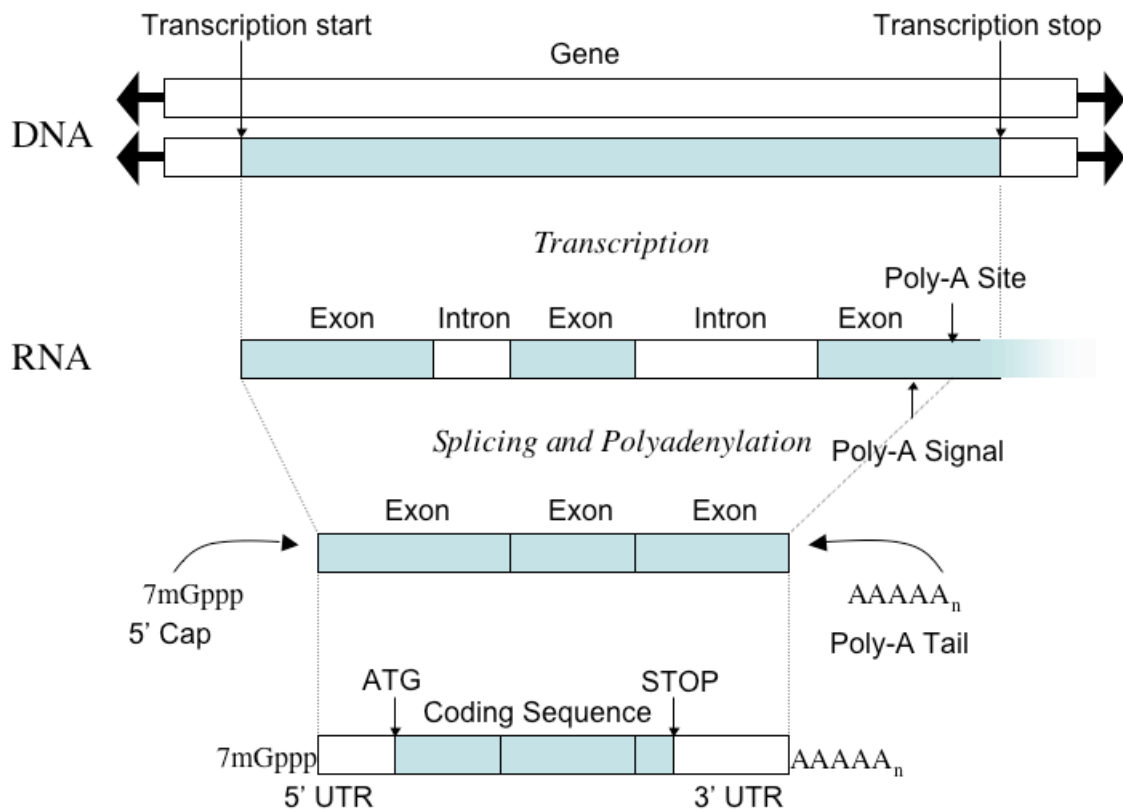 Transcription start
Transcription stop
Gene
DNA
Transcription
Poly-A Site
Exon Intron Exon Intron Exon
RNA
Splicing and Polyadenylation
Poly-A Signal
Exon Exon Exon
7mGppp
5’ Cap
AAAAAn
Poly-A Tail
ATG
STOP
Coding Sequence
7mGppp
AAAAAn
5’ UTR
3’ UTR